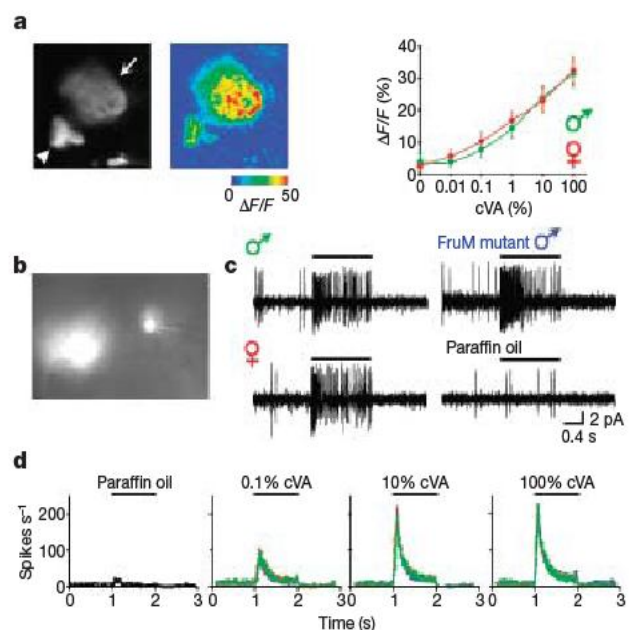 a
0 50
ΔF/F
40
30
20
10
0
ΔF/F (%)
0 0.01 0.1 1 10 100
cVA (%)
♂
♀
b
c
♂
FruM mutant ♂
♀
Paraffin oil
2 pA
0.4 s
d
Paraffin oil 0.1% cVA 10% cVA 100% cVA
200
100
0
Spikes s⁻¹
0 1 2 3 0 1 2 3 0 1 2 3 0 1 2 3
Time (s)